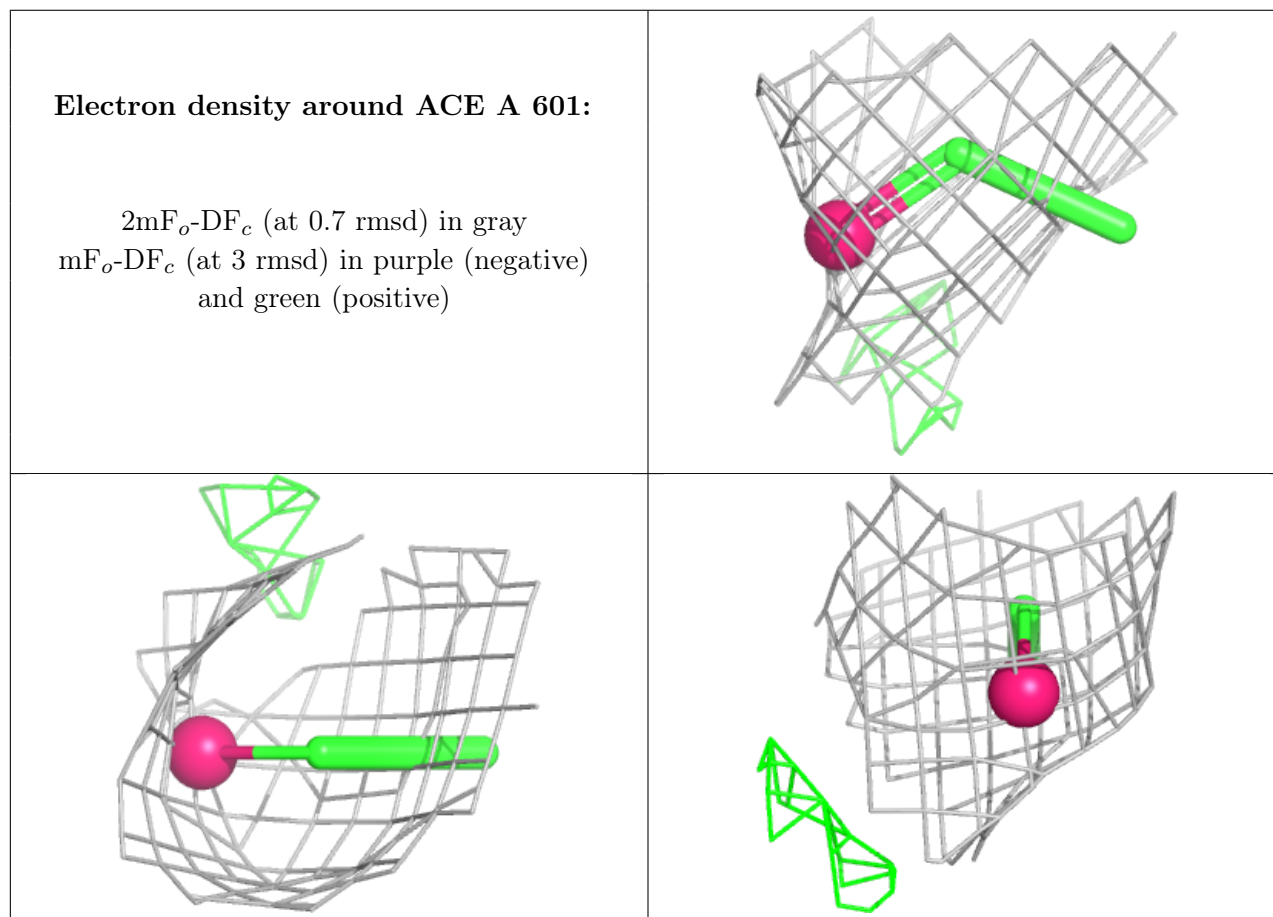 Electron density around ACE A 601:
2mFo-DFc (at 0.7 rmsd) in gray
mFo-DFc (at 3 rmsd) in purple (negative)
and green (positive)